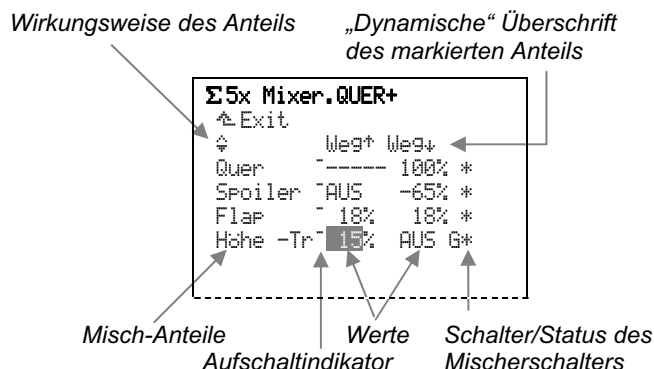 Wirkungsweise des Anteils
„Dynamische“ Überschrift
des markierten Anteils
Σ5x Mixer.QUER+
Exit
Weg↑ Weg↓
Quer ¯----- 100% *
Spoiler ¯AUS -65% *
Flap ¯ 18% 18% *
Höhe -Tr¯ 15% AUS G*
Misch-Anteile
Werte
Schalter/Status des
Aufschaltindikator
Mischerschalters